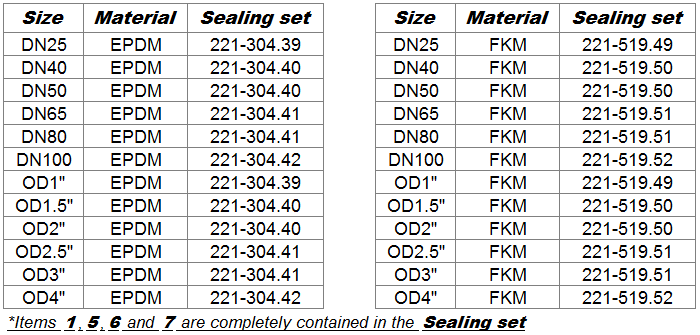 Size Material Sealing set Size Material Sealing set
DN25 EPDM 221-304.39 DN25 FKM 221-519.49
DN40 EPDM 221-304.40 DN40 FKM 221-519.50
DN50 EPDM 221-304.40 DN50 FKM 221-519.50
DN65 EPDM 221-304.41 DN65 FKM 221-519.51
DN80 EPDM 221-304.41 DN80 FKM 221-519.51
DN100 EPDM 221-304.42 DN100 FKM 221-519.52
OD1" EPDM 221-304.39 OD1" FKM 221-519.49
OD1.5" EPDM 221-304.40 OD1.5" FKM 221-519.50
OD2" EPDM 221-304.40 OD2" FKM 221-519.50
OD2.5" EPDM 221-304.41 OD2.5" FKM 221-519.51
OD3" EPDM 221-304.41 OD3" FKM 221-519.51
OD4" EPDM 221-304.42 OD4" FKM 221-519.52
*Items 1, 5, 6 and 7 are completely contained in the Sealing set